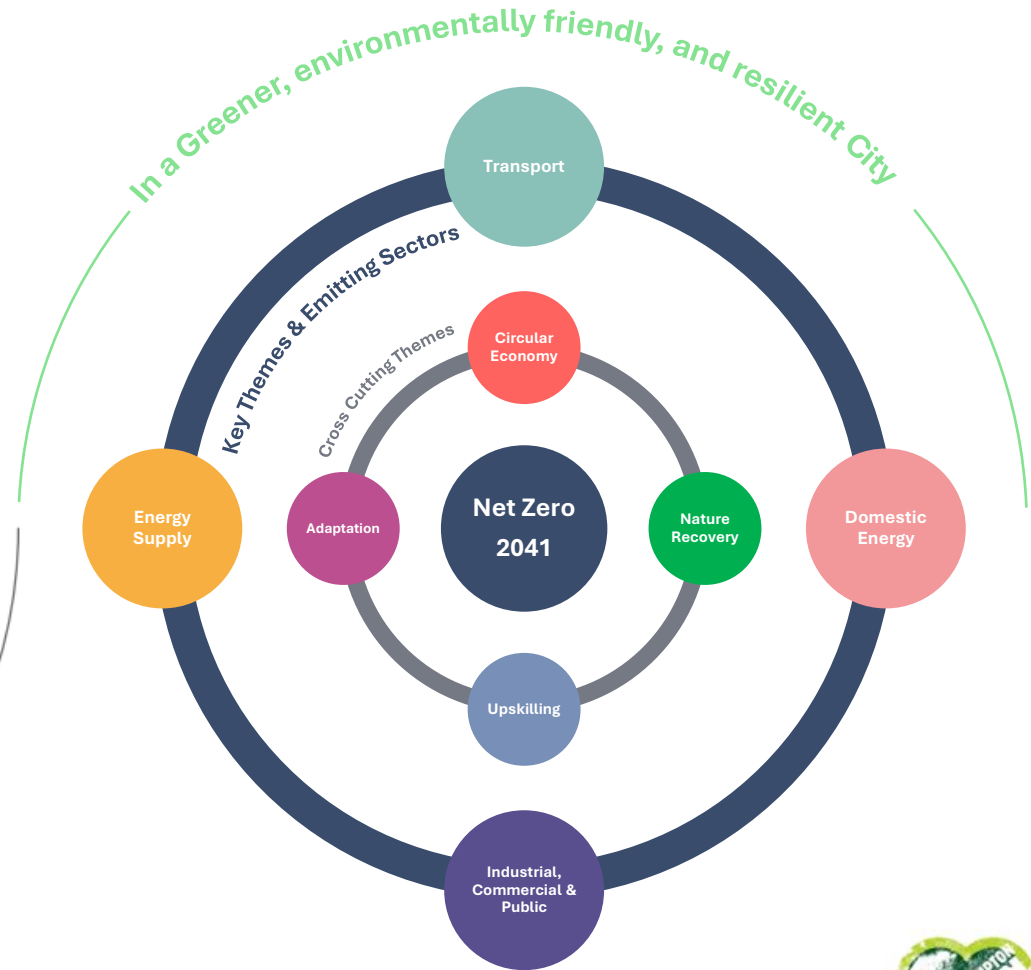 In a Greener, environmentally friendly, and resilient City
Transport
Key Themes & Emitting Sectors
Cross Cutting Themes
Circular
Economy
Energy
Supply
Adaptation
Net Zero
2041
Nature
Recovery
Domestic
Energy
Upskilling
Industrial,
Commercial &
Public